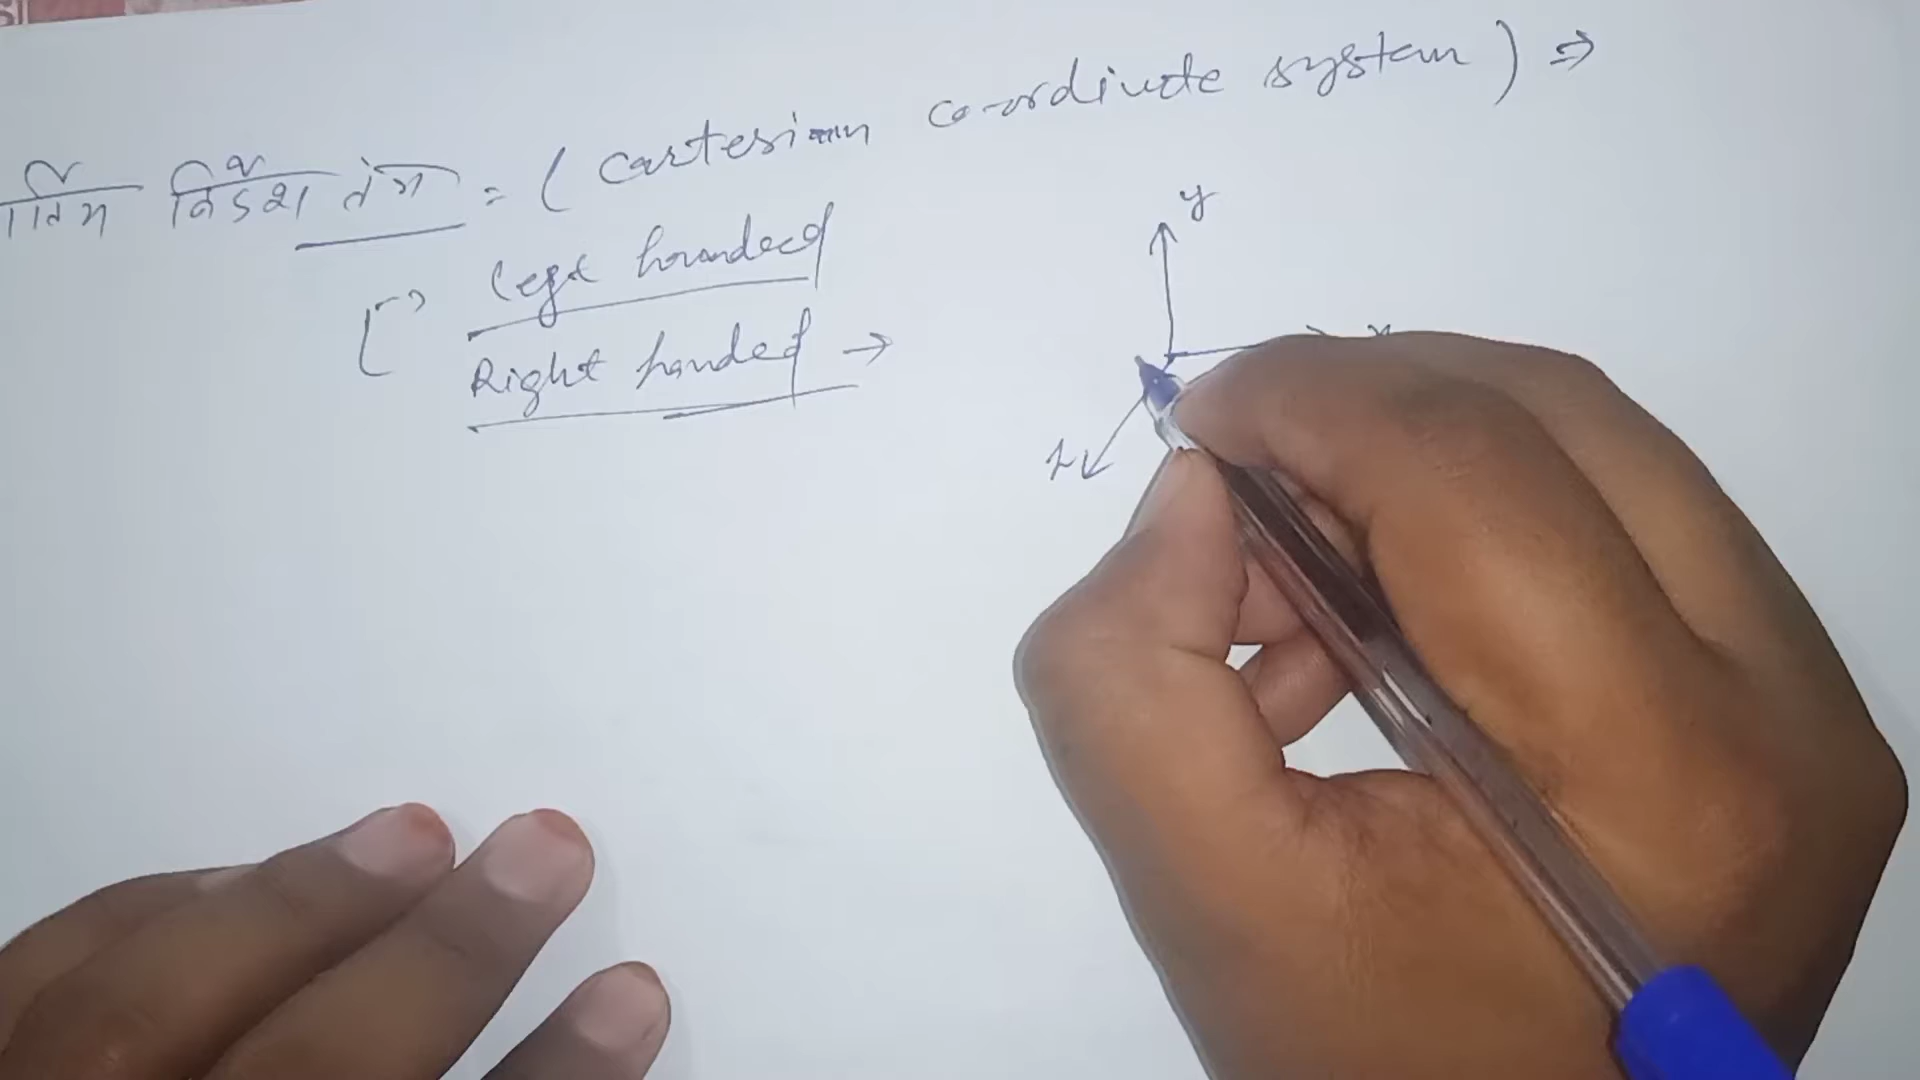 निर्देश तंत्र = ( Cartesian co-ordinate system ) ⇒
[ → Left handed
Right handed →
y
x
z